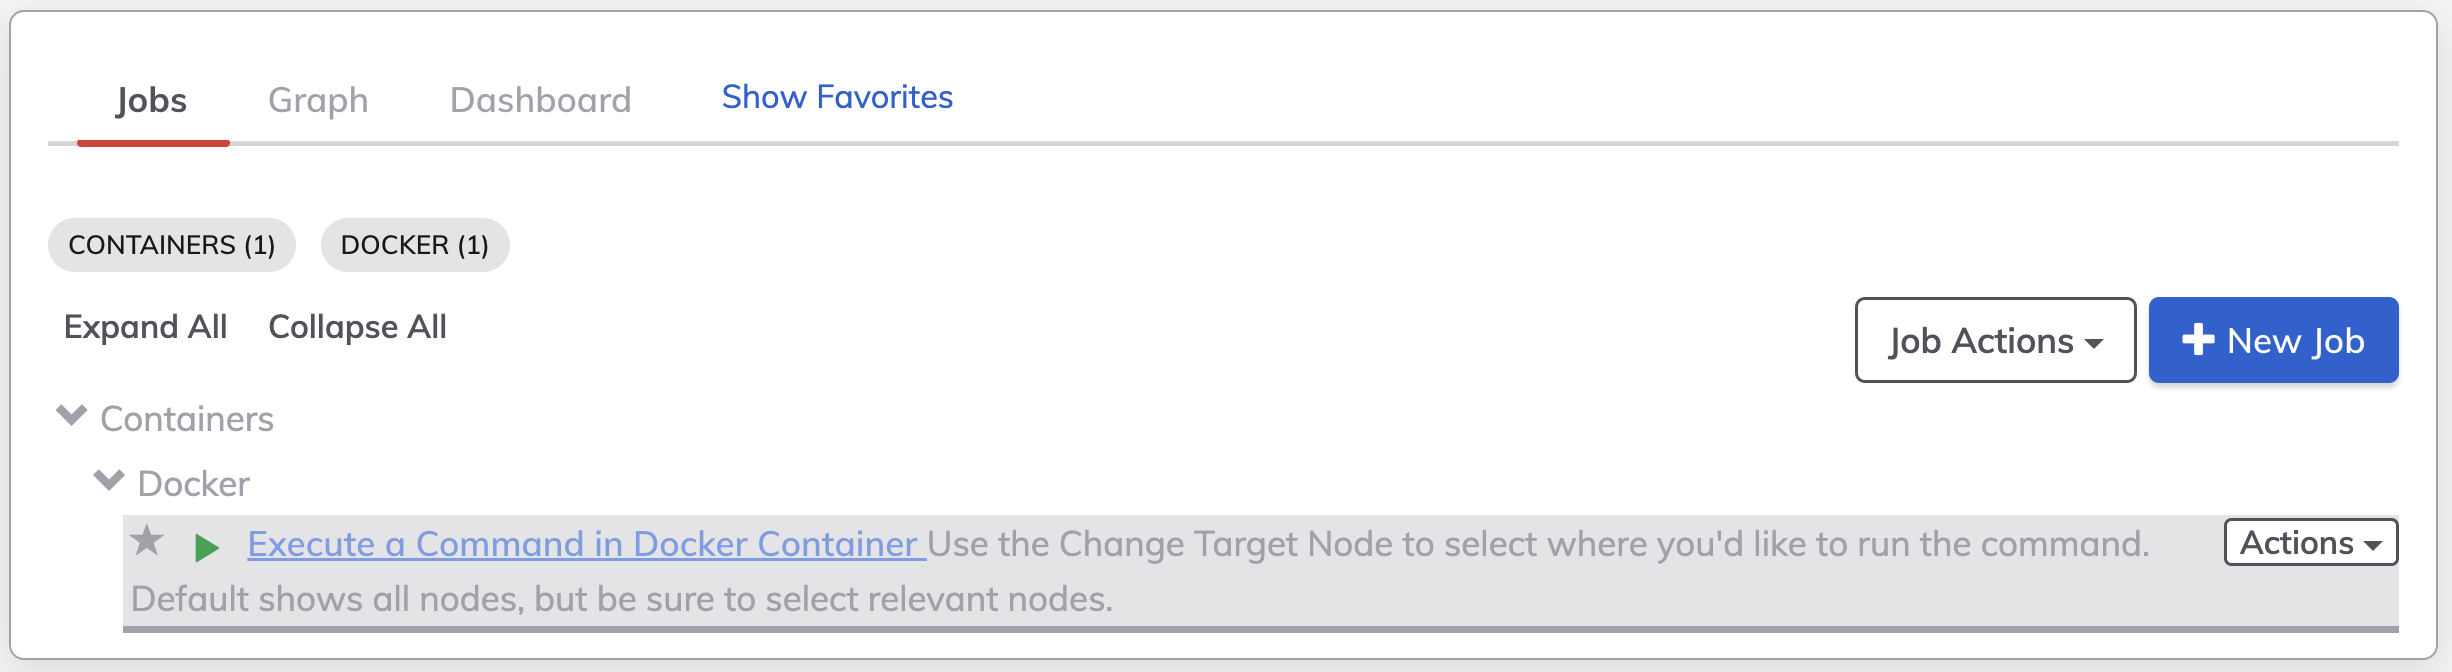 Jobs Graph Dashboard Show Favorites
CONTAINERS (1) DOCKER (1)
Expand All Collapse All Job Actions New Job
Containers
Docker
Execute a Command in Docker Container Use the Change Target Node to select where you'd like to run the command. Actions
Default shows all nodes, but be sure to select relevant nodes.